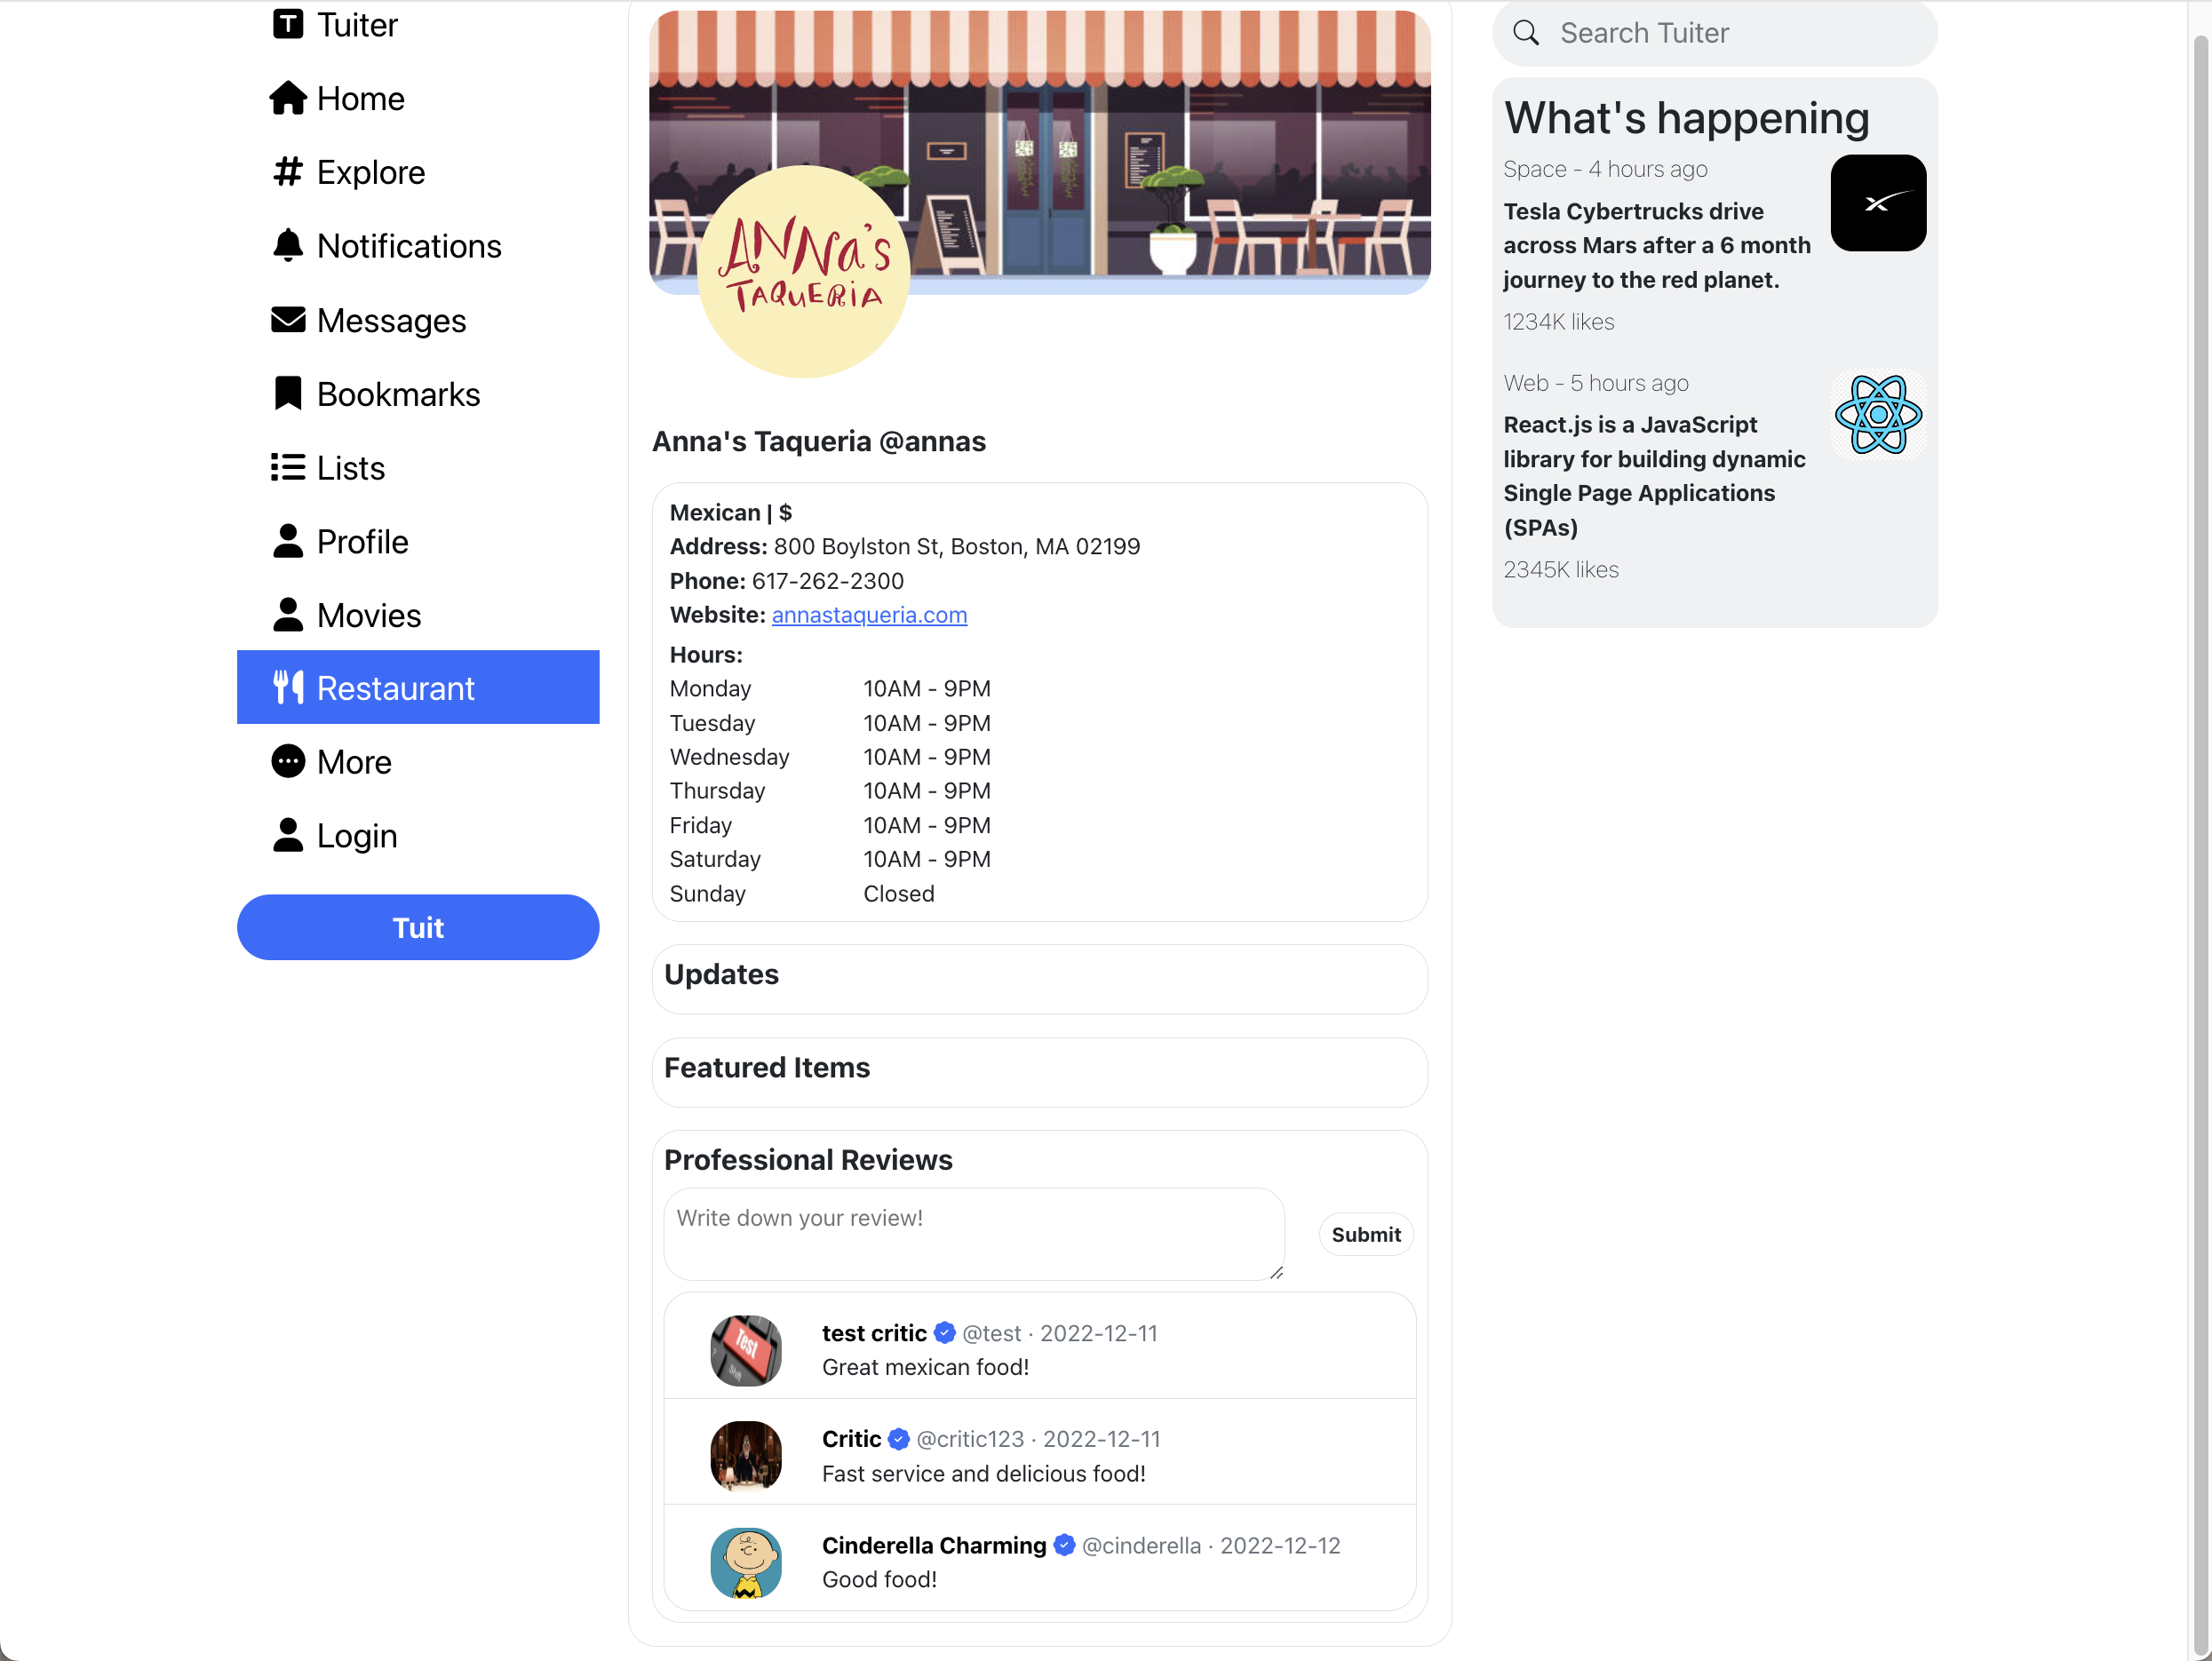 Tuiter
Home
Explore
Notifications
Messages
Bookmarks
Lists
Profile
Movies
Restaurant
More
Login
Tuit
ANNA'S
TAQUERIA
Anna's Taqueria @annas
Mexican | $
Address: 800 Boylston St, Boston, MA 02199
Phone: 617-262-2300
Website: annastaqueria.com
Hours:
Monday 10AM - 9PM
Tuesday 10AM - 9PM
Wednesday 10AM - 9PM
Thursday 10AM - 9PM
Friday 10AM - 9PM
Saturday 10AM - 9PM
Sunday Closed
Updates
Featured Items
Professional Reviews
Write down your review!
Submit
Test
Shift
test critic @test · 2022-12-11
Great mexican food!
Critic @critic123 · 2022-12-11
Fast service and delicious food!
Cinderella Charming @cinderella · 2022-12-12
Good food!
Search Tuiter
What's happening
Space - 4 hours ago
Tesla Cybertrucks drive
across Mars after a 6 month
journey to the red planet.
1234K likes
Web - 5 hours ago
React.js is a JavaScript
library for building dynamic
Single Page Applications
(SPAs)
2345K likes